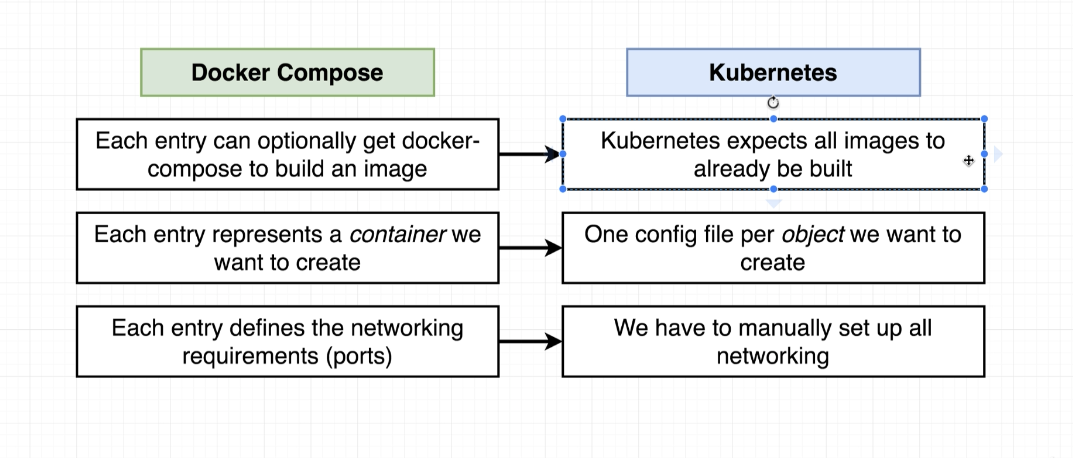 Docker Compose
Kubernetes
Each entry can optionally get docker-
compose to build an image
Kubernetes expects all images to
already be built
Each entry represents a container we
want to create
One config file per object we want to
create
Each entry defines the networking
requirements (ports)
We have to manually set up all
networking